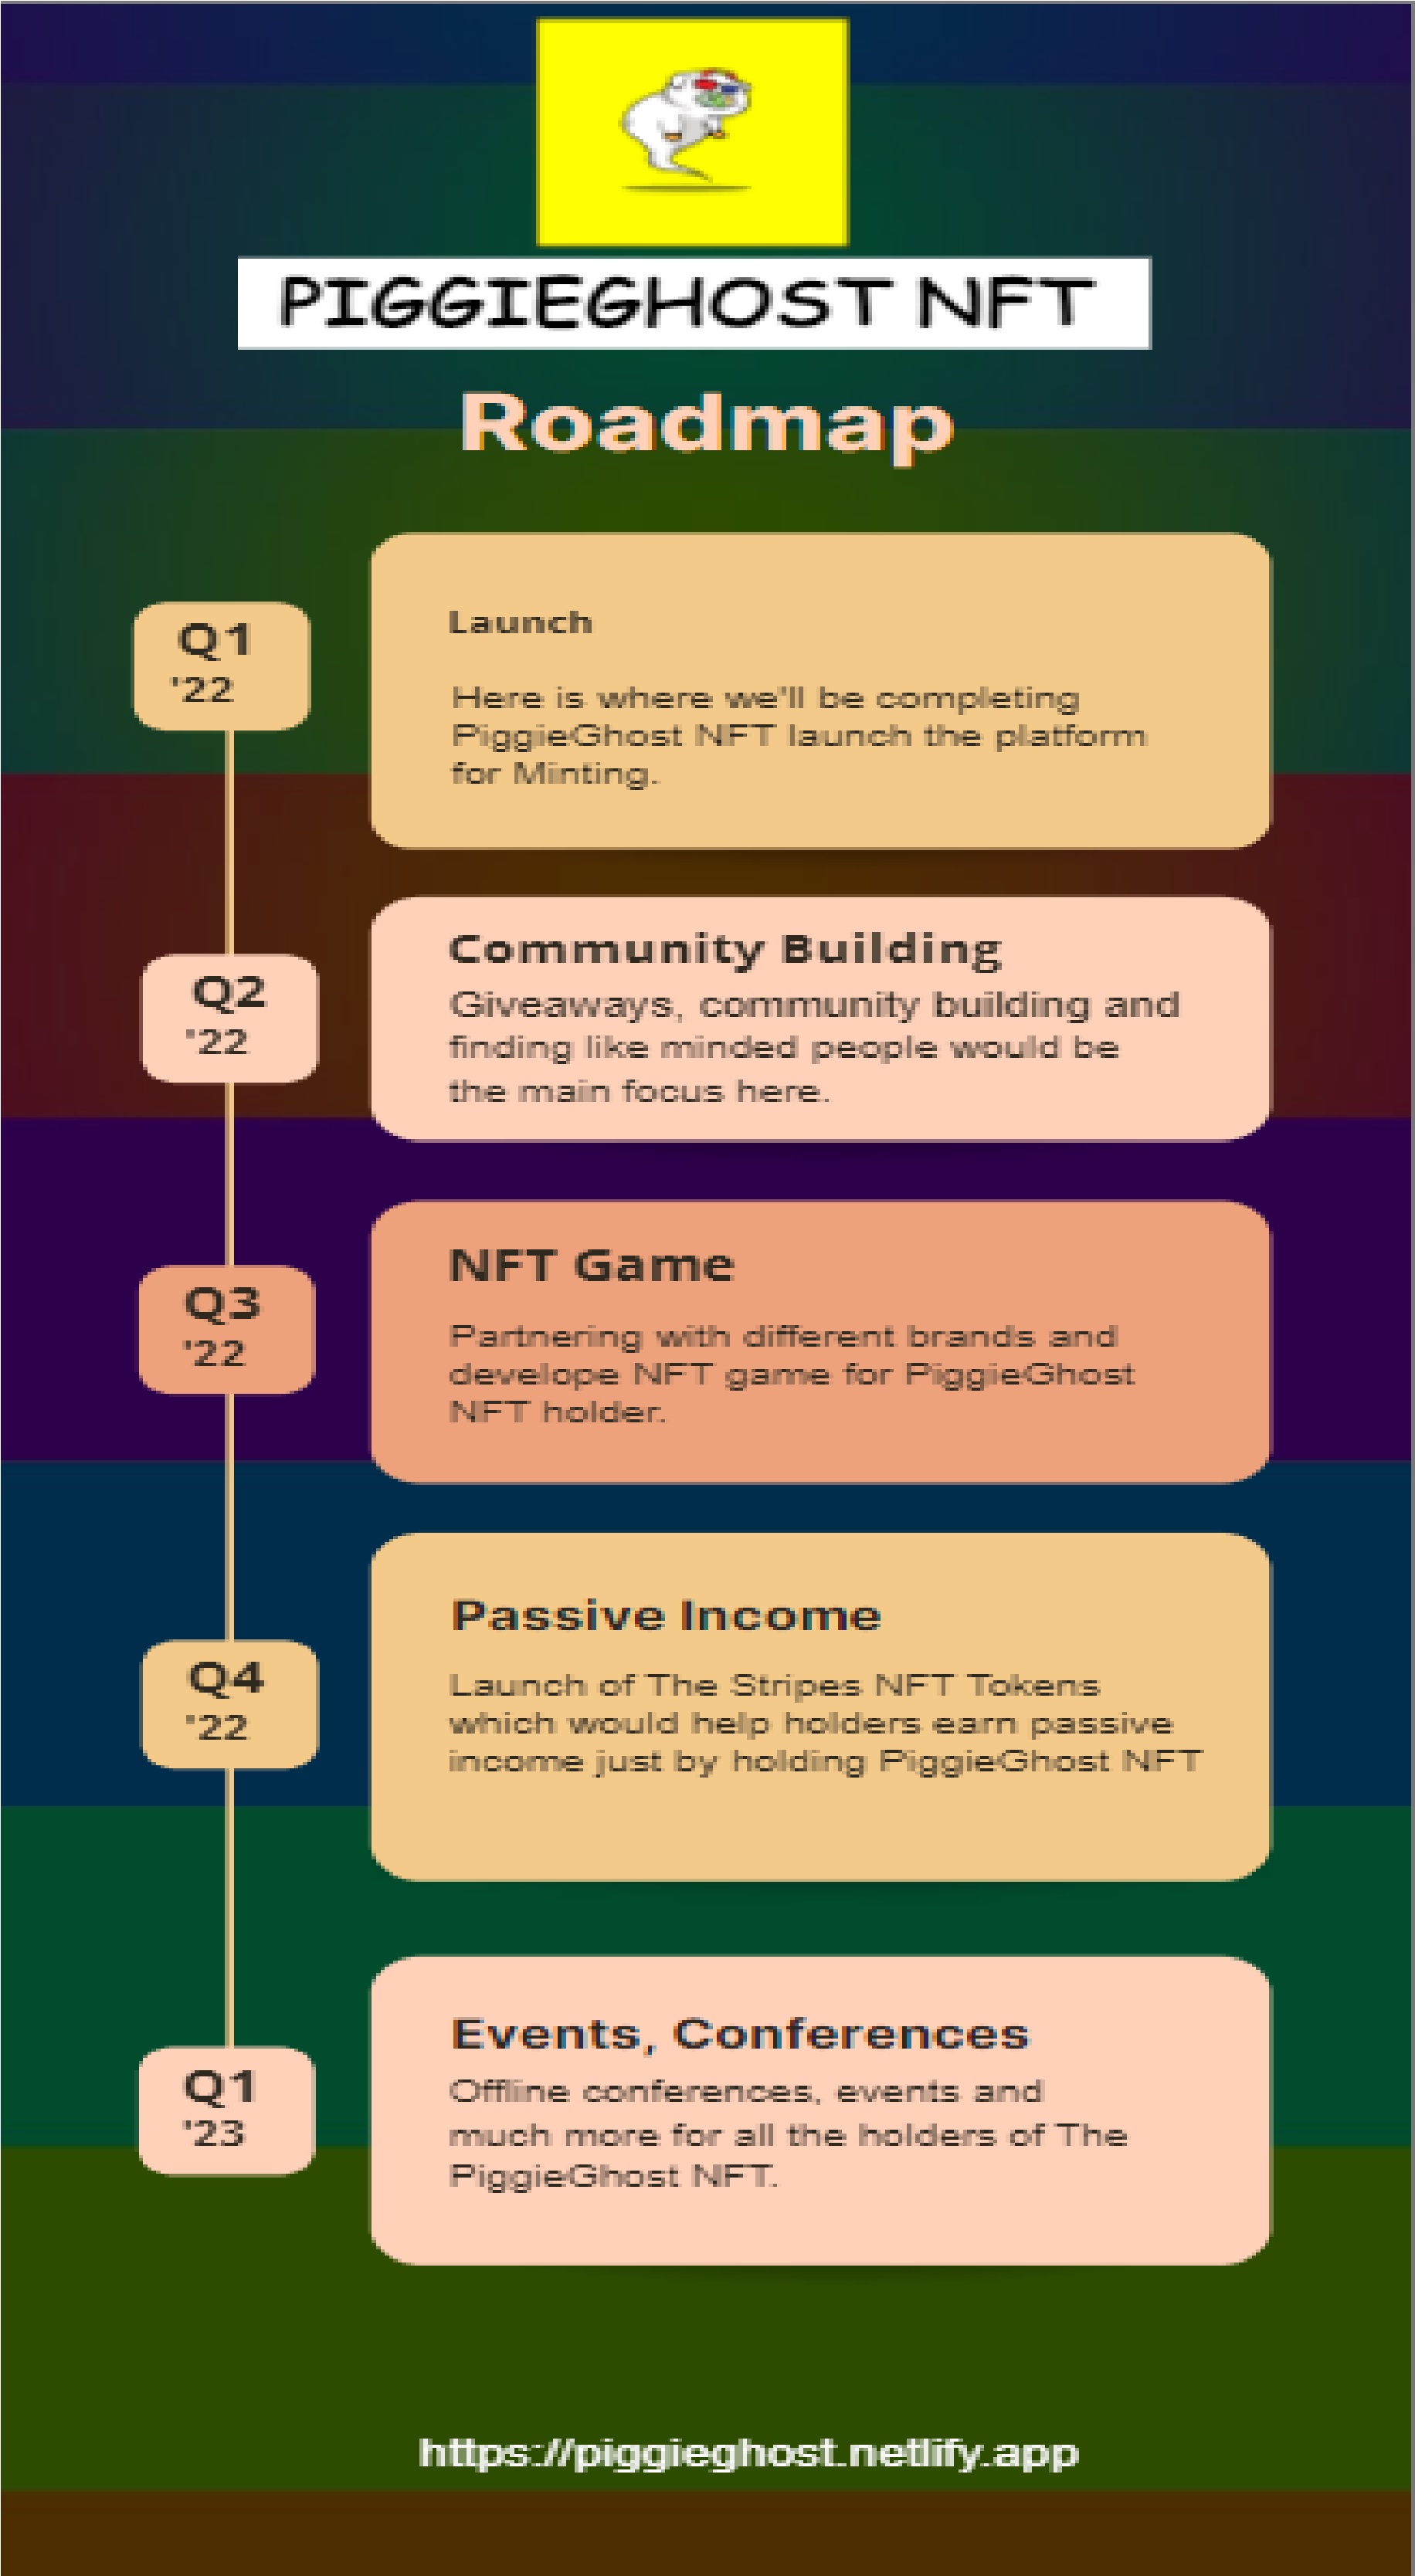 PIGGIEGHOST NFT
Roadmap
Q1
'22
Launch
Here is where we'll be completing
PiggieGhost NFT launch the platform
for Minting.
Q2
'22
Community Building
Giveaways, community building and
finding like minded people would be
the main focus here.
Q3
'22
NFT Game
Partnering with different brands and
develope NFT game for PiggieGhost
NFT holder.
Q4
'22
Passive Income
Launch of The Stripes NFT Tokens
which would help holders earn passive
income just by holding PiggieGhost NFT
Q1
'23
Events, Conferences
Offline conferences, events and
much more for all the holders of The
PiggieGhost NFT.
https://piggieghost.netlify.app